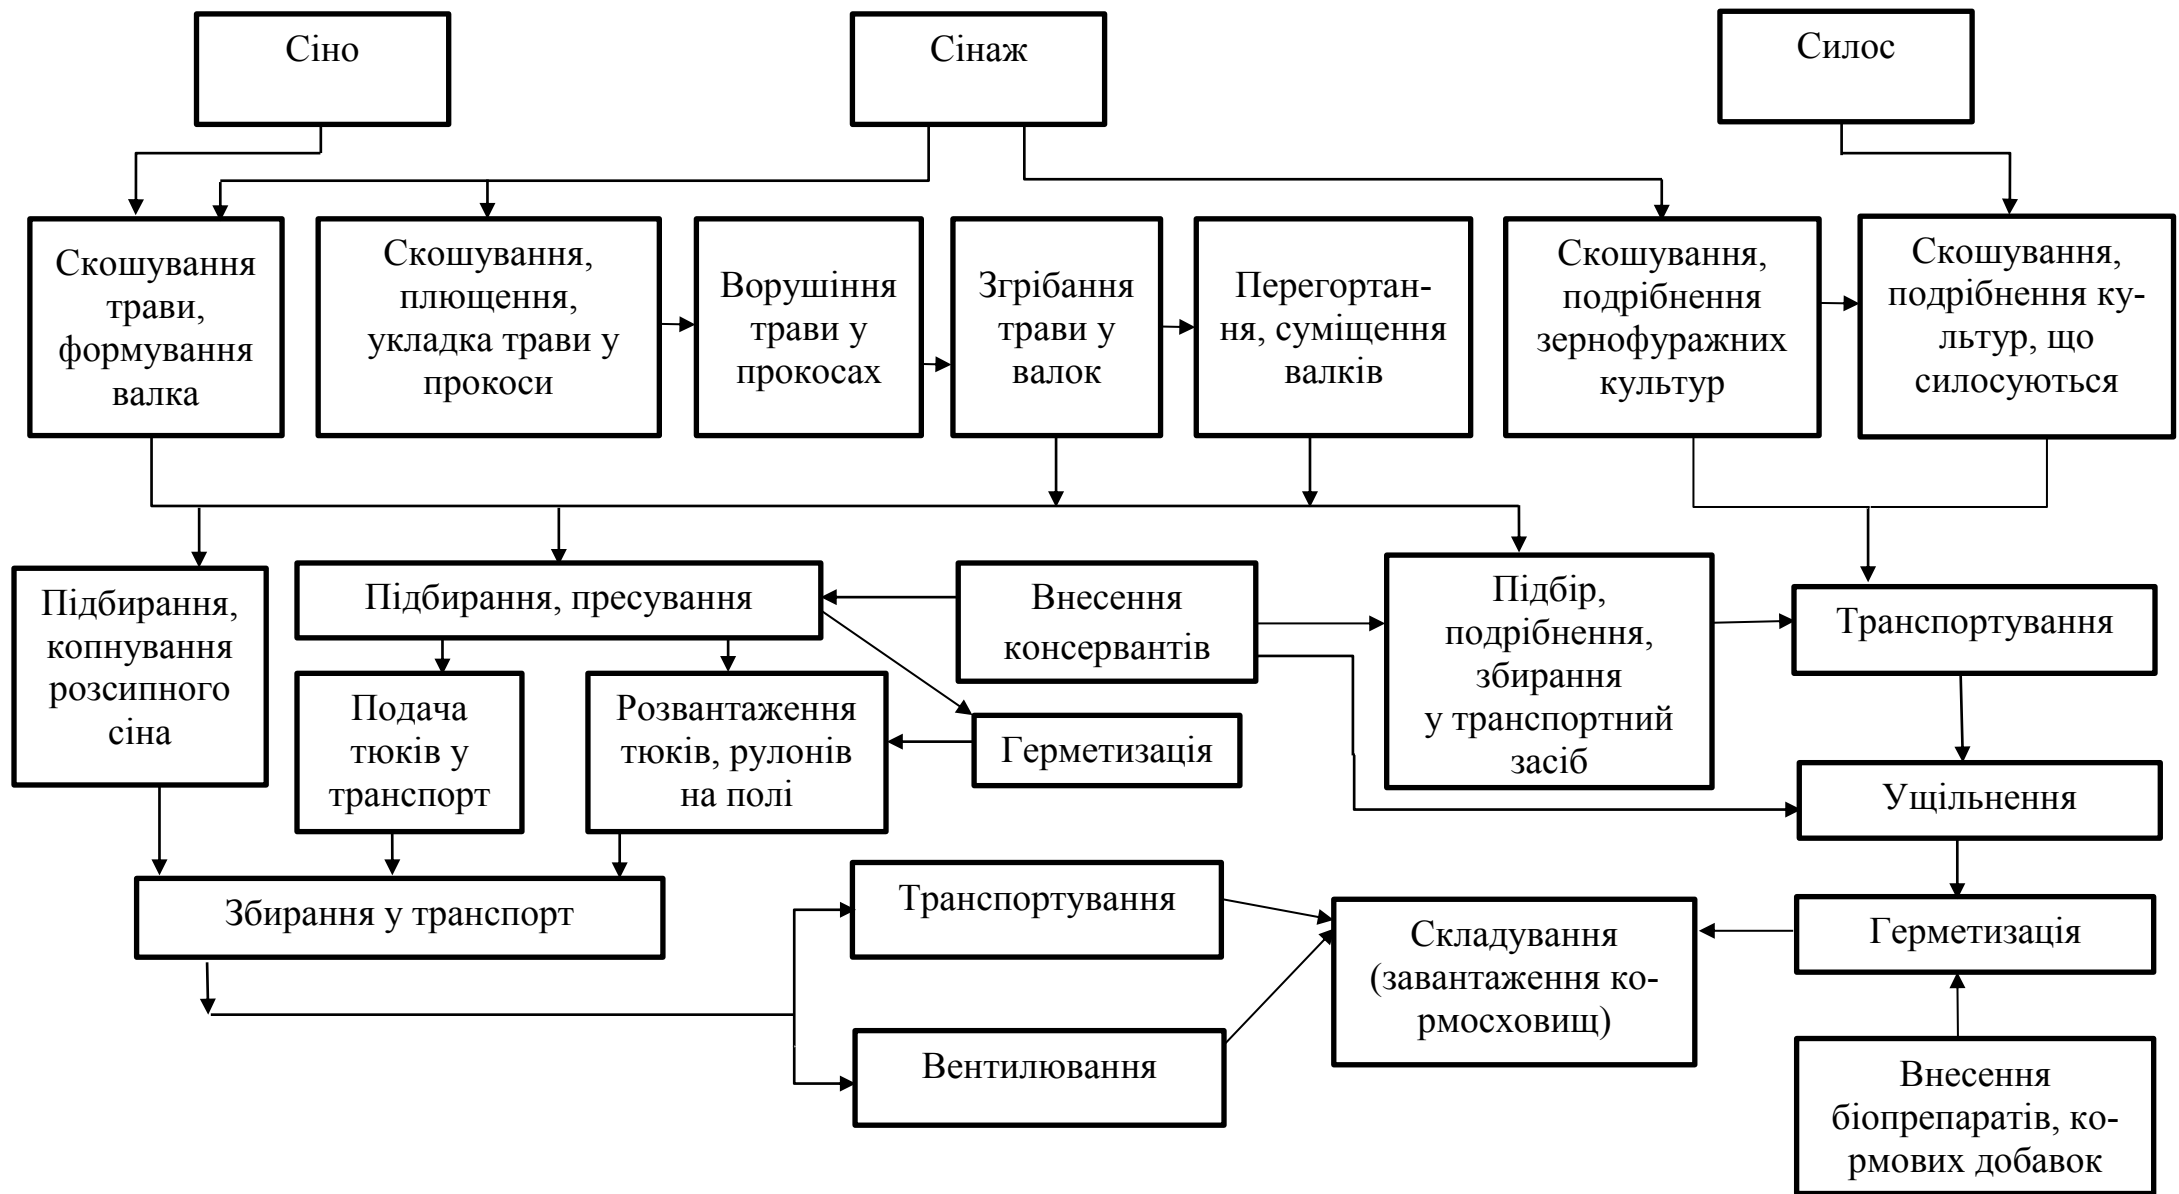 Сіно
Сінаж
Силос
Скошування
трави,
формування
валка
Скошування,
плющення,
укладка трави у
прокоси
Ворушіння
трави у
прокосах
Згрібання
трави у
валок
Перегортан-
ня, суміщення
валків
Скошування,
подрібнення
зернофуражних
культур
Скошування,
подрібнення ку-
льтур, що
силосуються
Підбирання,
копнування
розсипного
сіна
Підбирання, пресування
Внесення
консервантів
Підбір,
подрібнення,
збирання
у транспортний
засіб
Транспортування
Подача
тюків у
транспорт
Розвантаження
тюків, рулонів
на полі
Герметизація
Ущільнення
Збирання у транспорт
Транспортування
Складування
(завантаження ко-
рмосховищ)
Герметизація
Вентилювання
Внесення
біопрепаратів, ко-
рмових добавок